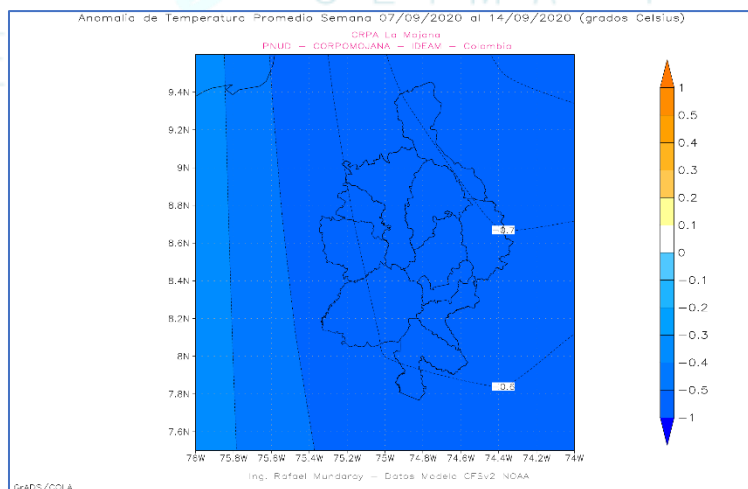 Anomalía de Temperatura Promedio Semana 07/09/2020 al 14/09/2020 (grados Celsius)
CRPA La Mojana
PNUD – CORPOMOJANA – IDEAM – Colombia
9.4N
9.2N
9N
8.8N
8.6N
8.4N
8.2N
8N
7.8N
7.6N
-0.7
76W 75.8W 75.6W 75.4W 75.2W 75W 74.8W 74.6W 74.4W 74.2W 74W
1
0.5
0.4
0.3
0.2
0.1
0
-0.1
-0.2
-0.3
-0.4
-0.5
-1
Ing. Rafael Mundaray – Datos Modelo CFSv2 NOAA
GrADS/COLA